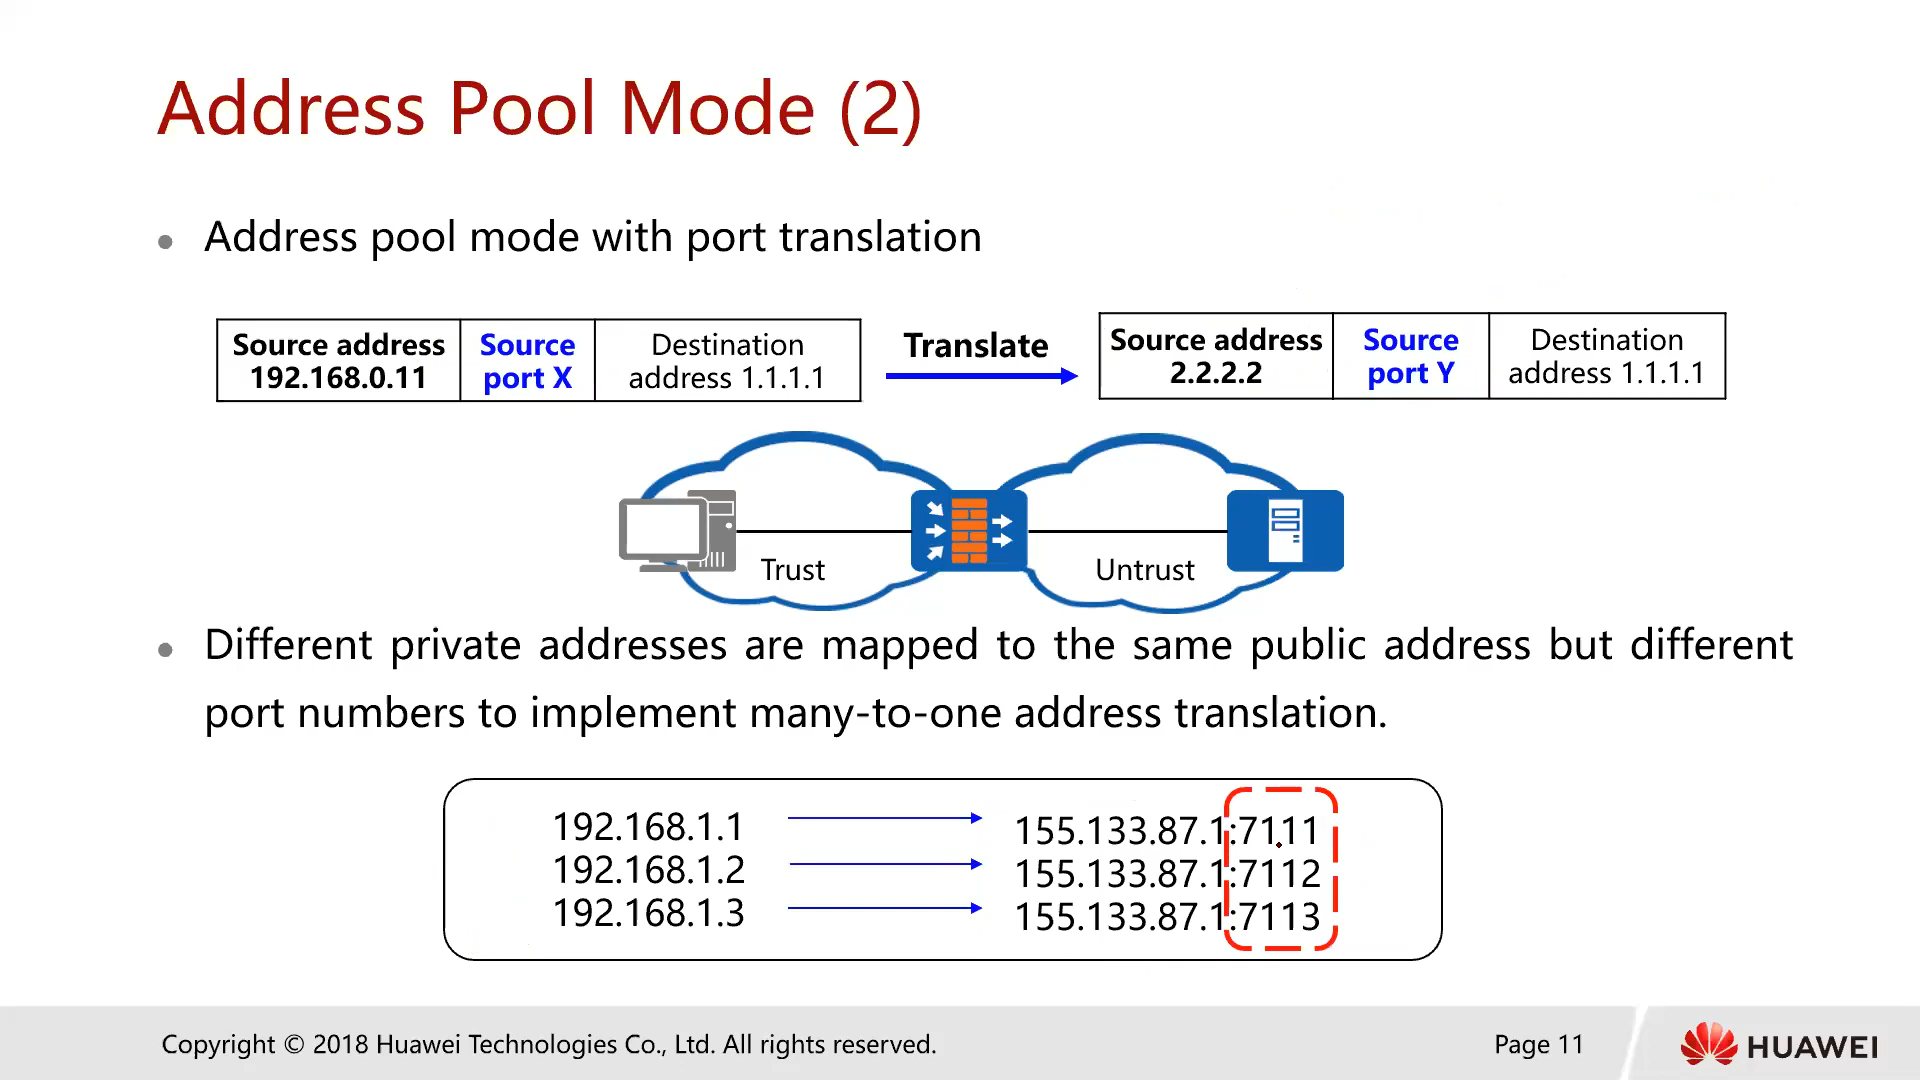 Address Pool Mode (2)
Address pool mode with port translation
Source address Source Destination
192.168.0.11 port X address 1.1.1.1
Translate
Source address Source Destination
2.2.2.2 port Y address 1.1.1.1
Trust
Untrust
Different private addresses are mapped to the same public address but different
port numbers to implement many-to-one address translation.
192.168.1.1 155.133.87.1:7111
192.168.1.2 155.133.87.1:7112
192.168.1.3 155.133.87.1:7113
Copyright © 2018 Huawei Technologies Co., Ltd. All rights reserved.
Page 11
HUAWEI